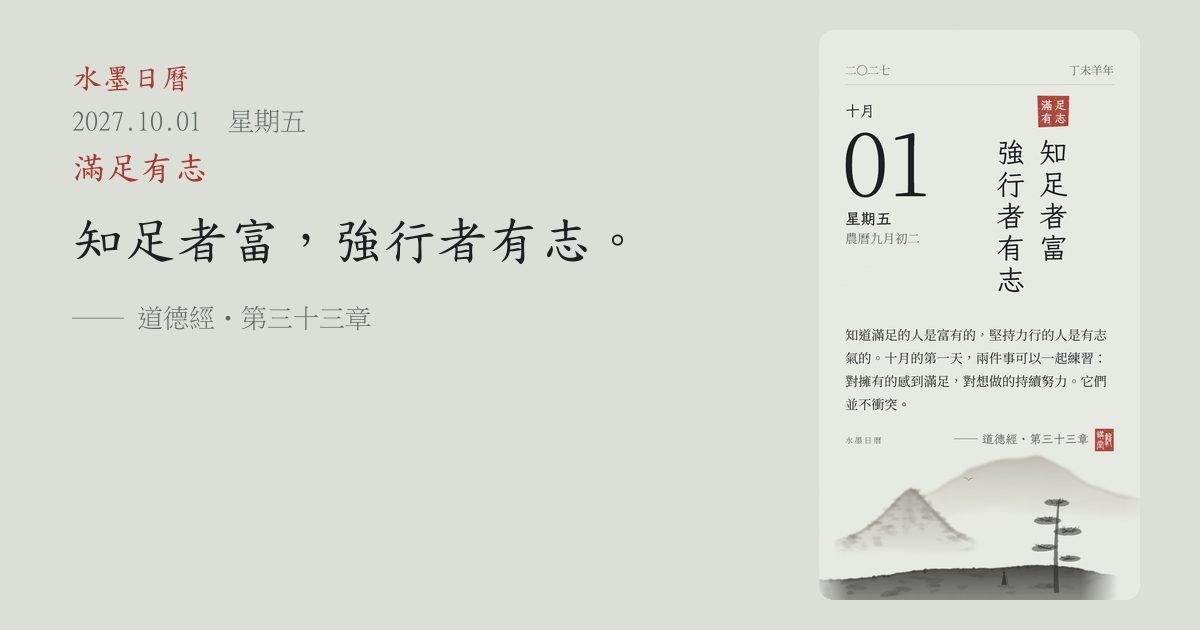 水墨日曆
2027.10.01 星期五
滿足有志
知足者富，強行者有志。
—— 道德經・第三十三章
二〇二七
丁未羊年
十月
01
星期五
農曆九月初二
滿足
有志
知足者富
強行者有志
知道滿足的人是富有的，堅持力行的人是有志
氣的。十月的第一天，兩件事可以一起練習：
對擁有的感到滿足，對想做的持續努力。它們
並不衝突。
水墨日曆
—— 道德經・第三十三章